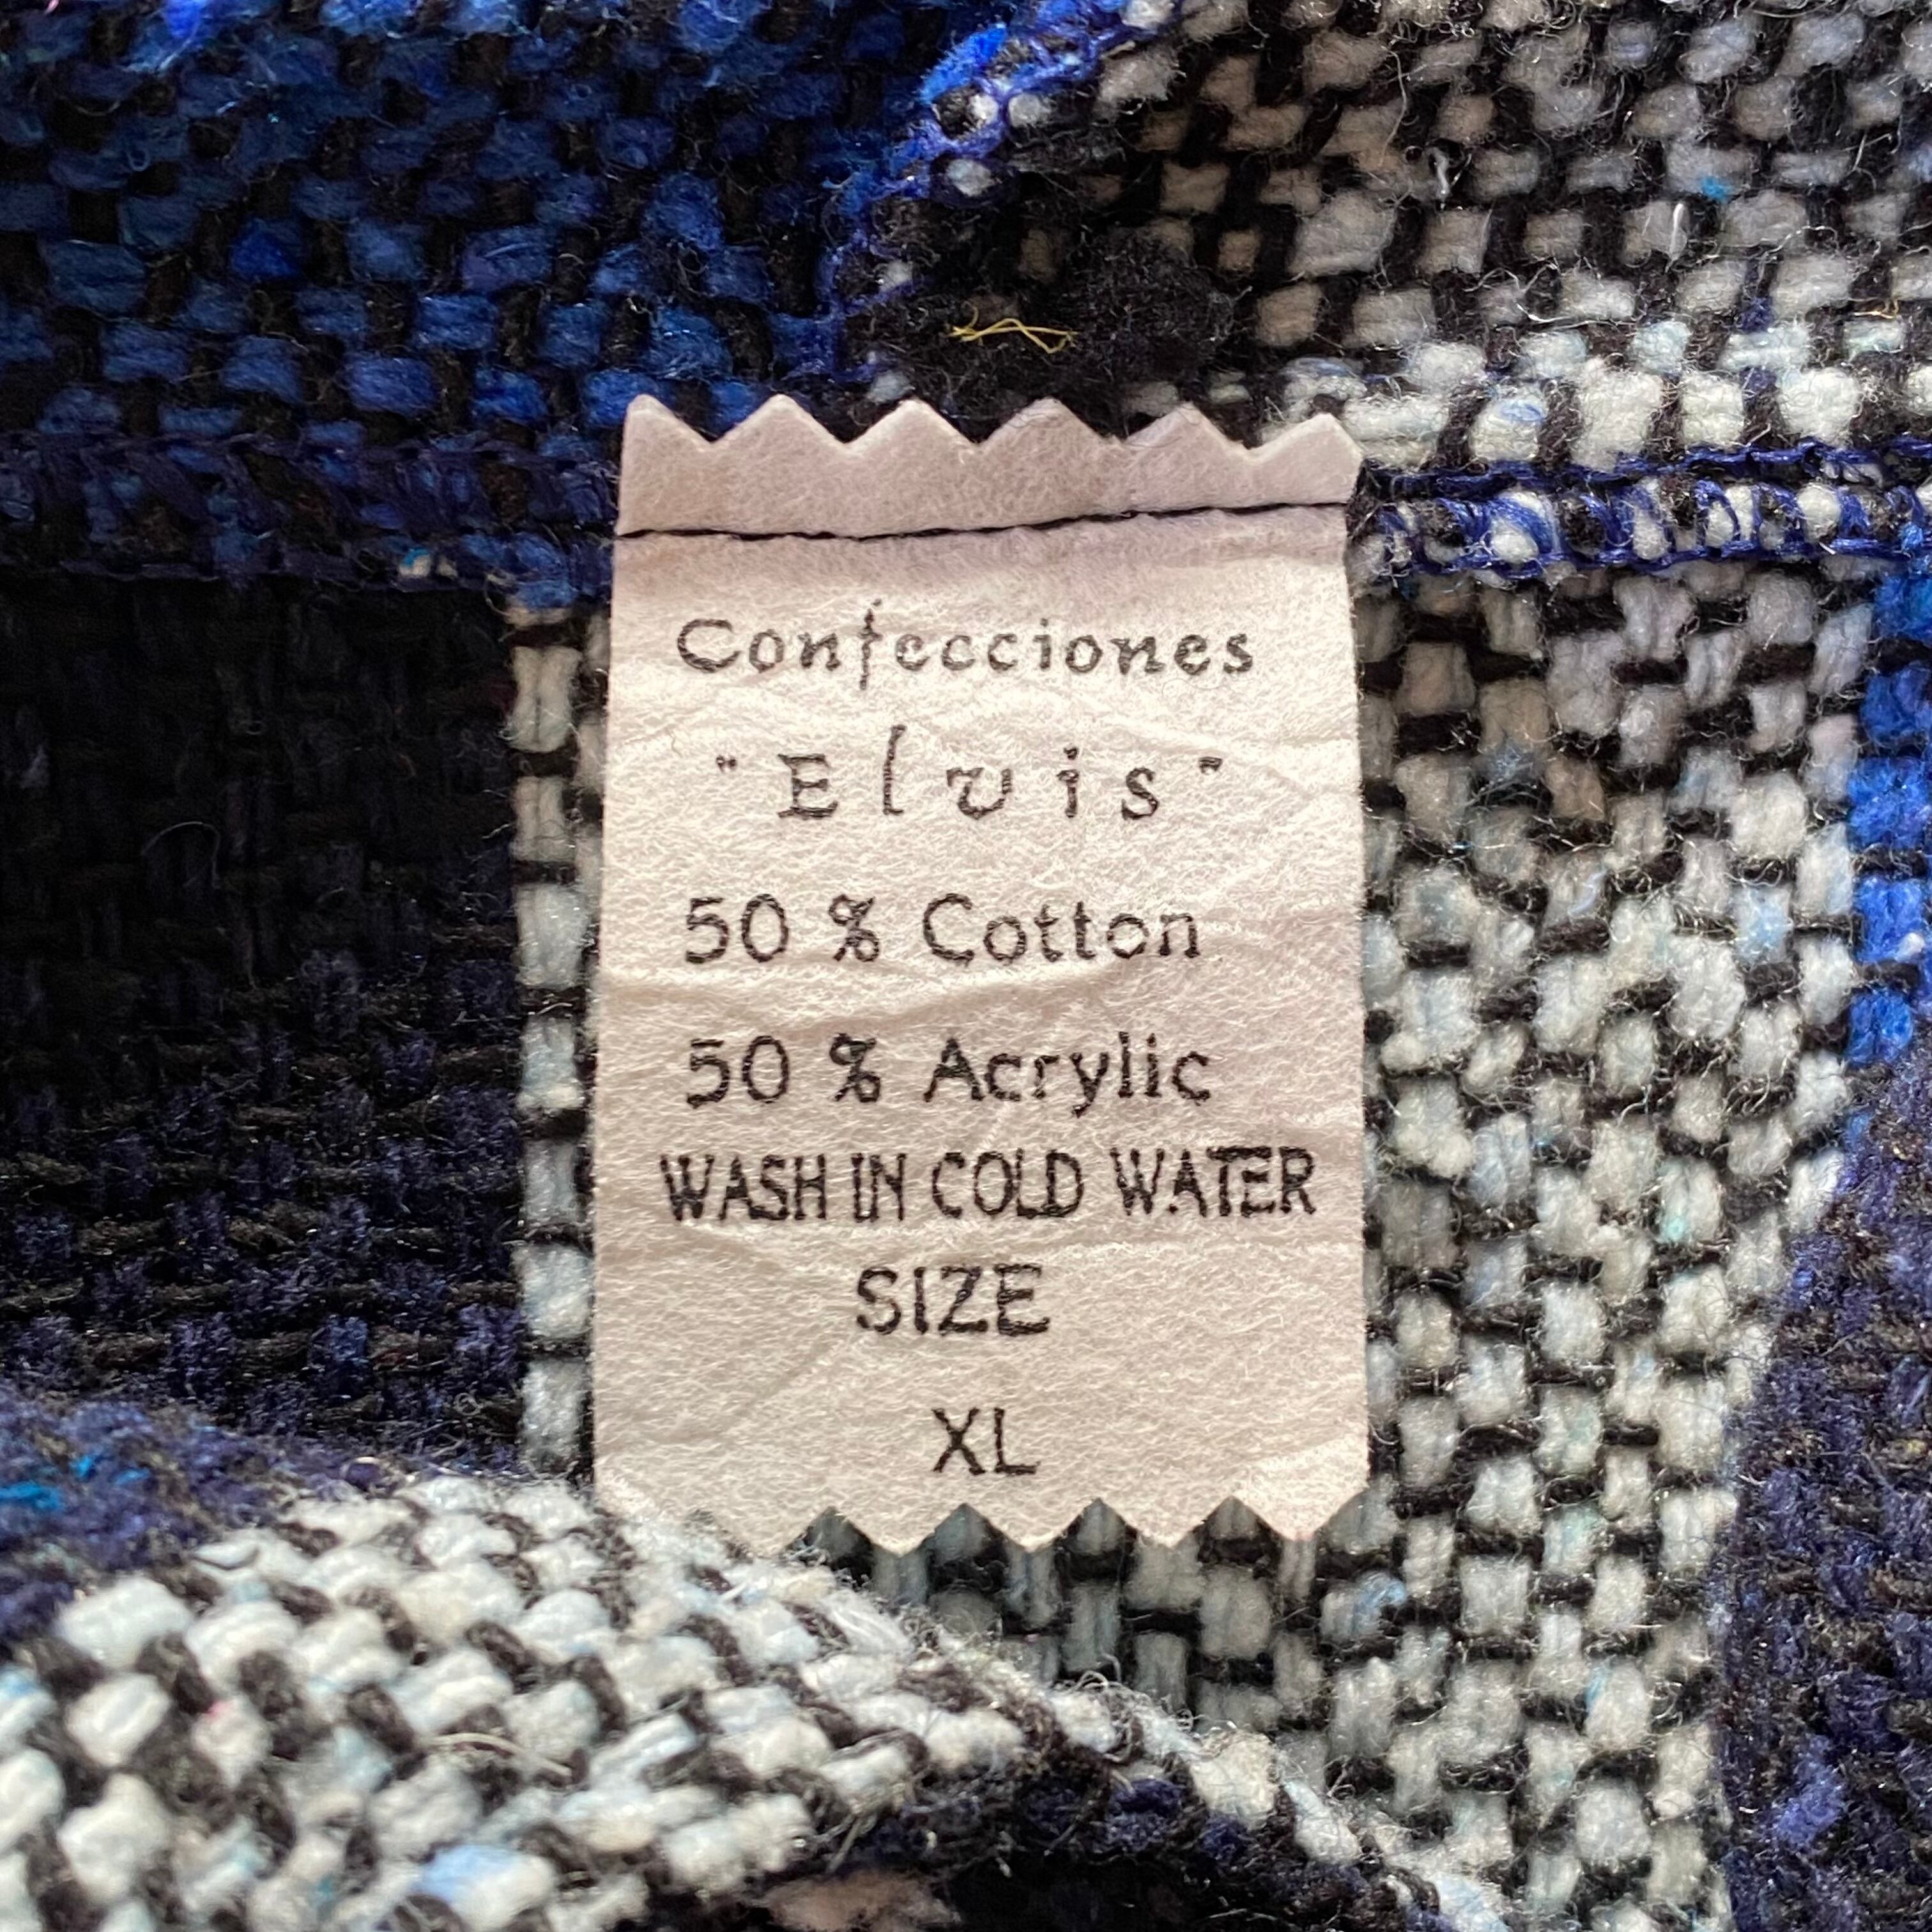 Confecciones
"Elvis"
50 % Cotton
50 % Acrylic
WASH IN COLD WATER
SIZE
XL